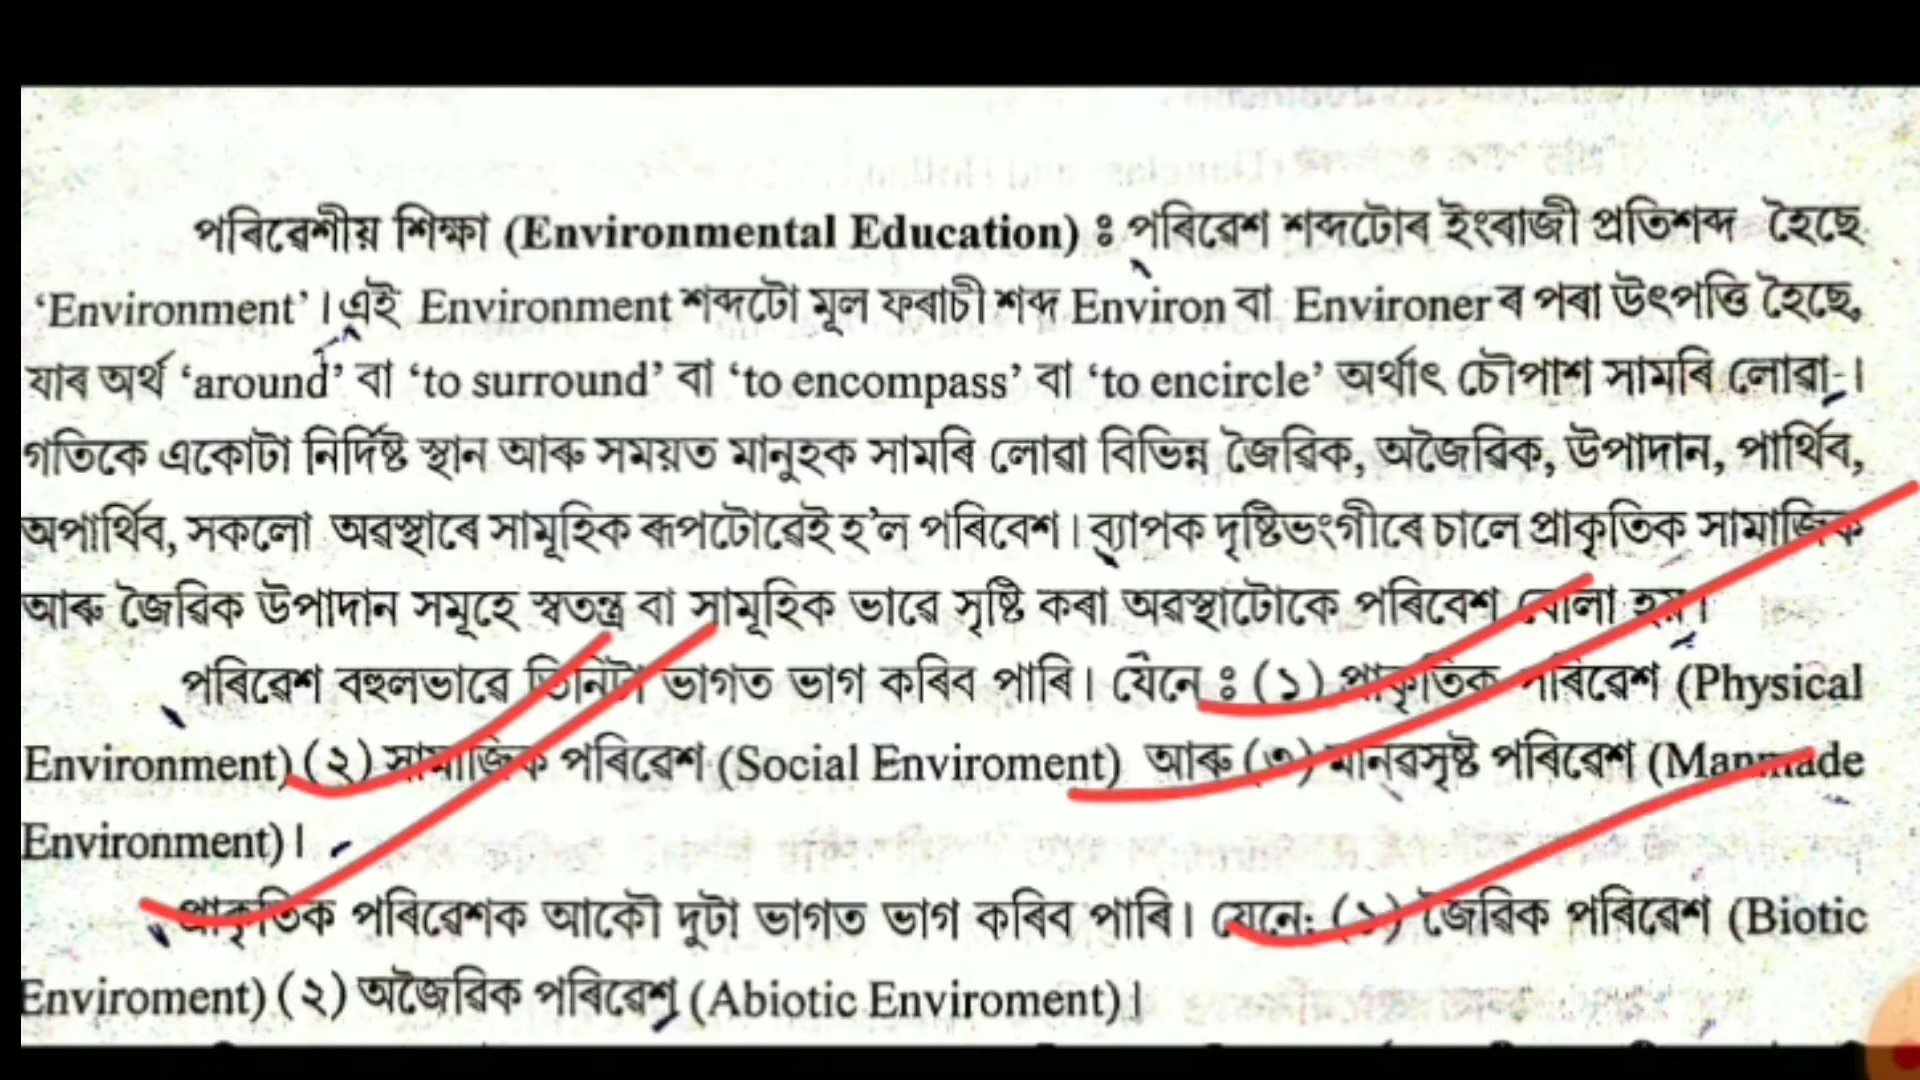 পৰিৱেশীয় শিক্ষা (Environmental Education) ঃ পৰিৱেশ শব্দটোৰ ইংৰাজী প্ৰতিশব্দ হৈছে
‘Environment’। এই Environment শব্দটো মূল ফৰাচী শব্দ Environ বা Environer ৰ পৰা উৎপত্তি হৈছে,
যাৰ অৰ্থ ‘around’ বা ‘to surround’ বা ‘to encompass’ বা ‘to encircle’ অৰ্থাৎ চৌপাশ সামৰি লোৱা।
গতিকে একোটা নিৰ্দিষ্ট স্থান আৰু সময়ত মানুহক সামৰি লোৱা বিভিন্ন জৈৱিক, অজৈৱিক, উপাদান, পাৰ্থিব,
অপাৰ্থিব, সকলো অৱস্থাৰে সামূহিক ৰূপটোৱেই হ’ল পৰিবেশ। ব্যাপক দৃষ্টিভংগীৰে চালে প্ৰাকৃতিক সামাজিক
আৰু জৈৱিক উপাদান সমূহে স্বতন্ত্ৰ বা সামূহিক ভাৱে সৃষ্টি কৰা অৱস্থাটোকে পৰিবেশ বোলা হয়।
পৰিৱেশ বহুলভাৱে তিনিটা ভাগত ভাগ কৰিব পাৰি। যেনে ঃ (১) প্ৰাকৃতিক পৰিৱেশ (Physical
Environment) (২) সামাজিক পৰিৱেশ (Social Enviroment) আৰু (৩) মানৱসৃষ্ট পৰিৱেশ (Manmade
Environment)।
প্ৰাকৃতিক পৰিৱেশক আকৌ দুটা ভাগত ভাগ কৰিব পাৰি। যেনে: (১) জৈৱিক পৰিৱেশ (Biotic
Enviroment) (২) অজৈৱিক পৰিৱেশ (Abiotic Enviroment)।